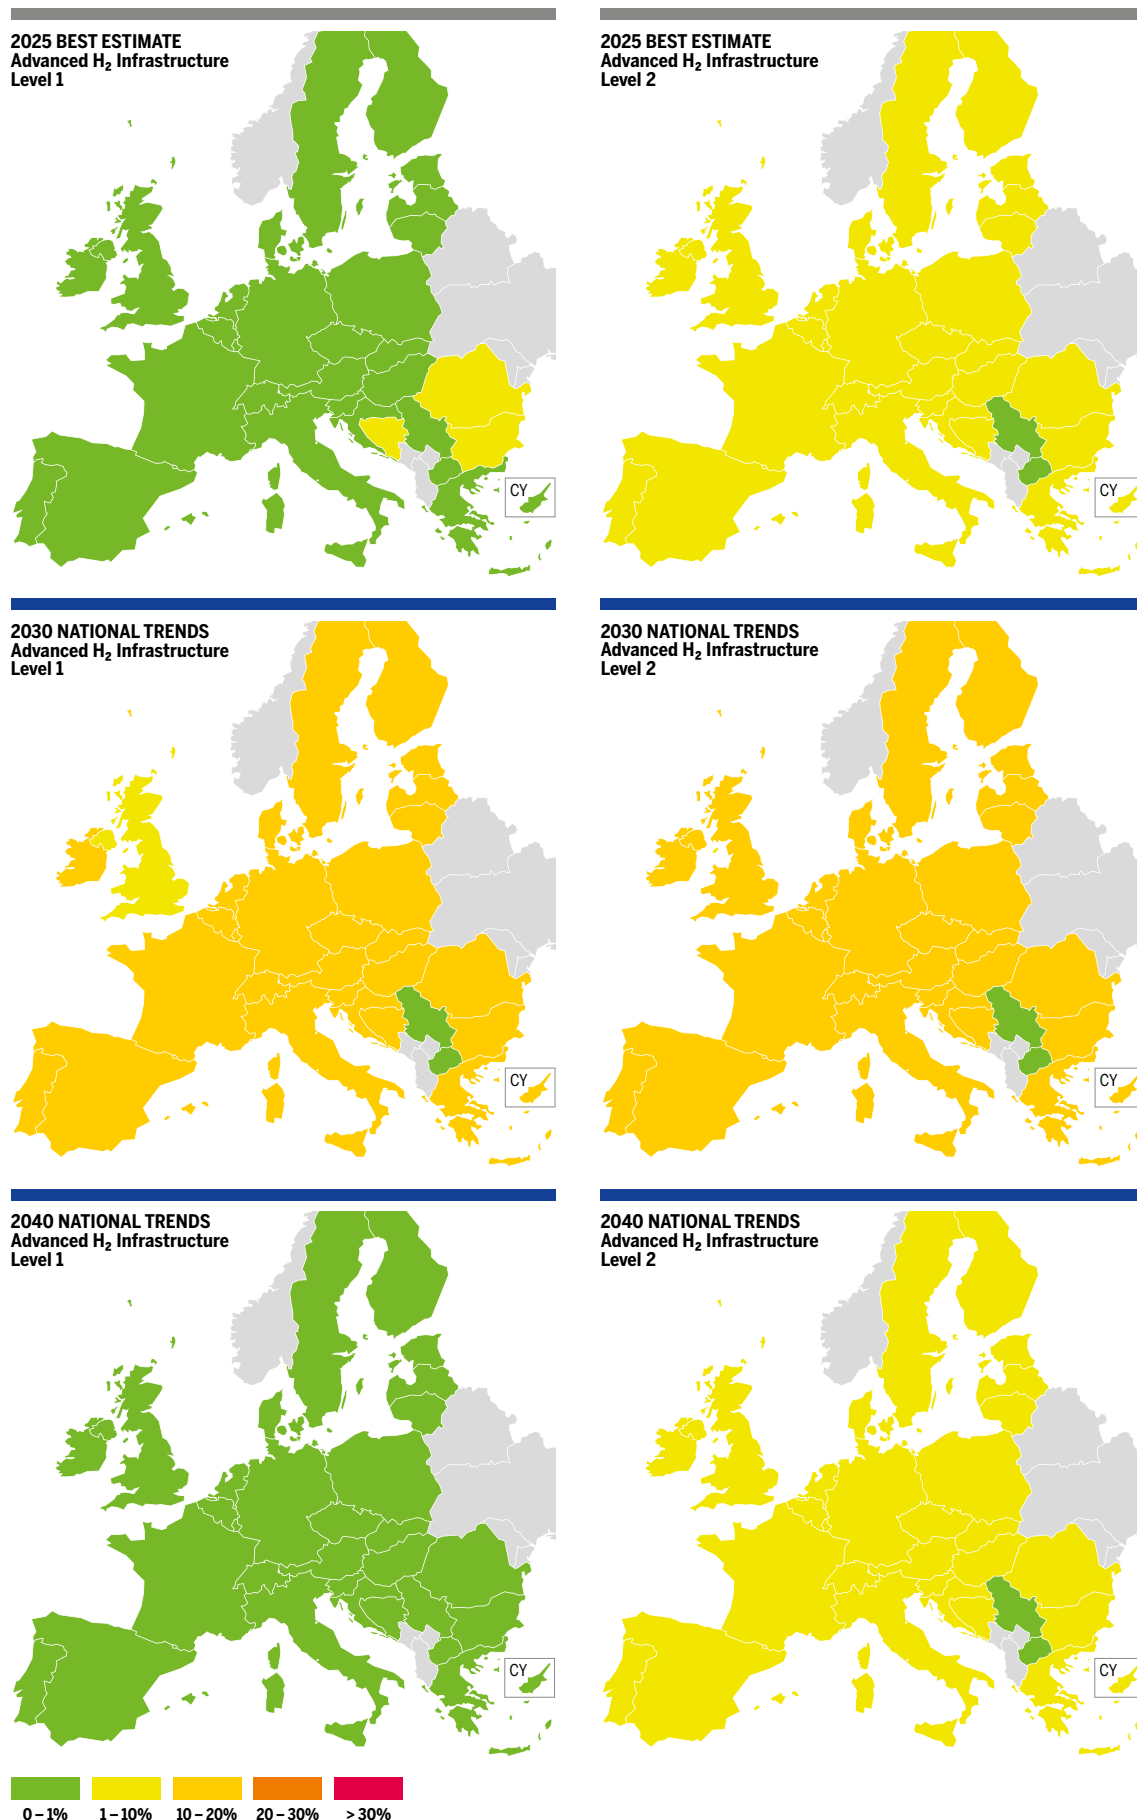 2025 BEST ESTIMATE
Advanced H₂ Infrastructure
Level 1
2025 BEST ESTIMATE
Advanced H₂ Infrastructure
Level 2
CY
CY
2030 NATIONAL TRENDS
Advanced H₂ Infrastructure
Level 1
2030 NATIONAL TRENDS
Advanced H₂ Infrastructure
Level 2
CY
CY
2040 NATIONAL TRENDS
Advanced H₂ Infrastructure
Level 1
2040 NATIONAL TRENDS
Advanced H₂ Infrastructure
Level 2
CY
CY
0 – 1% 1 – 10% 10 – 20% 20 – 30% > 30%